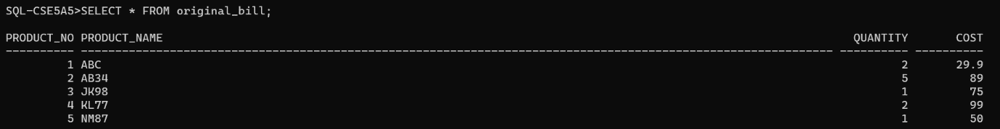 SQL-CSE5A5>SELECT * FROM original_bill;
PRODUCT_NO PRODUCT_NAME QUANTITY COST
---------- -------------------------------------------------------------------------------------------------------------- ---------- ----------
1 ABC 2 29.9
2 AB34 5 89
3 JK98 1 75
4 KL77 2 99
5 NM87 1 50